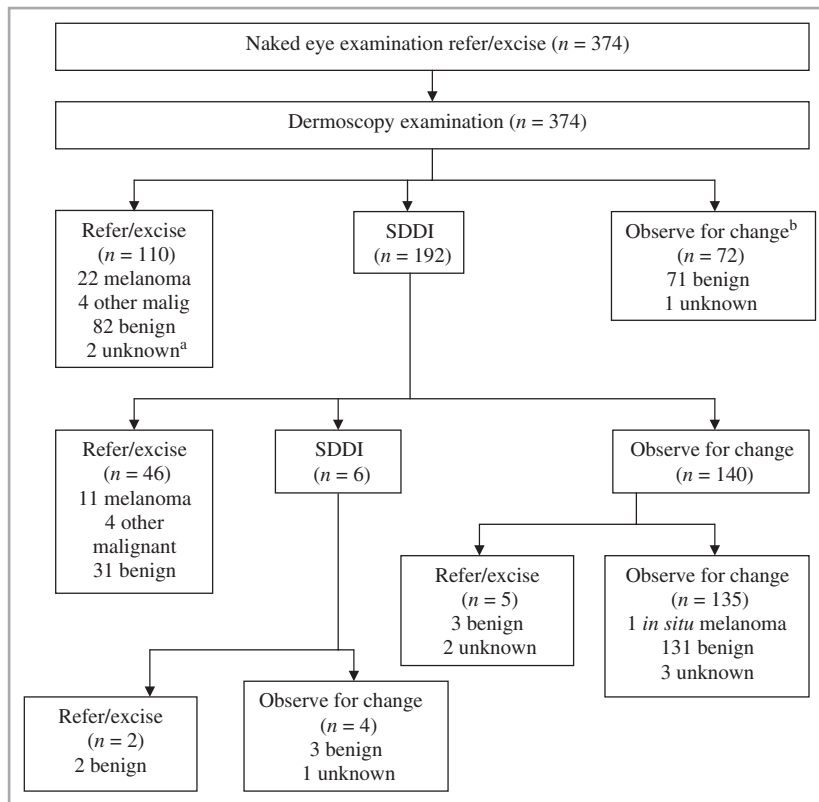 Naked eye examination refer/excise (n = 374)
Dermoscopy examination (n = 374)
Refer/excise
(n = 110)
22 melanoma
4 other malig
82 benign
2 unknownᵃ
SDDI
(n = 192)
Observe for changeᵇ
(n = 72)
71 benign
1 unknown
Refer/excise
(n = 46)
11 melanoma
4 other
malignant
31 benign
SDDI
(n = 6)
Observe for change
(n = 140)
Refer/excise
(n = 5)
3 benign
2 unknown
Observe for change
(n = 135)
1 in situ melanoma
131 benign
3 unknown
Refer/excise
(n = 2)
2 benign
Observe for change
(n = 4)
3 benign
1 unknown